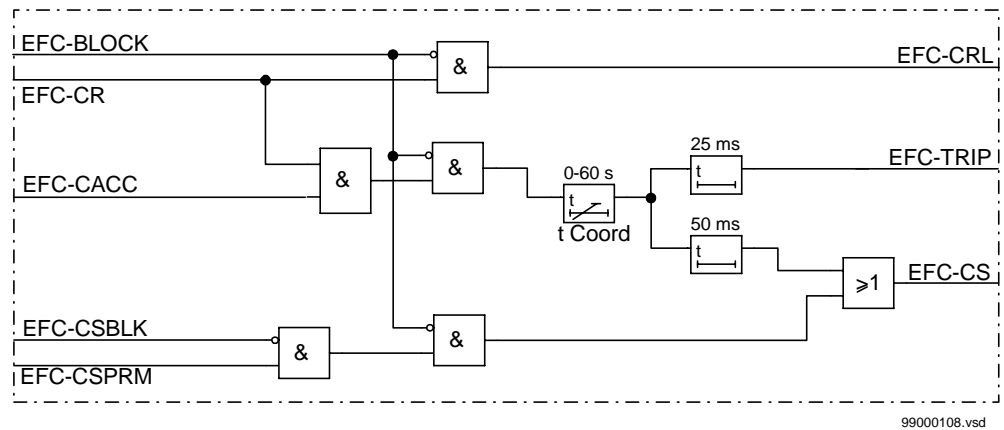 EFC-BLOCK
&
EFC-CRL
EFC-CR
25 ms
&
EFC-TRIP
0-60 s
t
&
EFC-CACC
t
t Coord
50 ms
t
EFC-CS
≥1
EFC-CSBLK
&
&
EFC-CSPRM
99000108.vsd